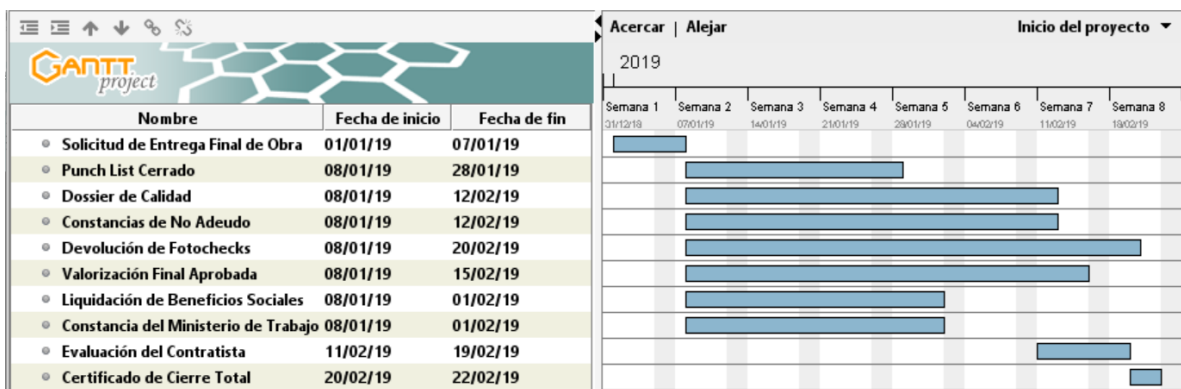 GANTT
project
Nombre Fecha de inicio Fecha de fin
Solicitud de Entrega Final de Obra 01/01/19 07/01/19
Punch List Cerrado 08/01/19 28/01/19
Dossier de Calidad 08/01/19 12/02/19
Constancias de No Adeudo 08/01/19 12/02/19
Devolución de Fotochecks 08/01/19 20/02/19
Valorización Final Aprobada 08/01/19 15/02/19
Liquidación de Beneficios Sociales 08/01/19 01/02/19
Constancia del Ministerio de Trabajo 08/01/19 01/02/19
Evaluación del Contratista 11/02/19 19/02/19
Certificado de Cierre Total 20/02/19 22/02/19
Acercar | Alejar Inicio del proyecto
2019
Semana 1 Semana 2 Semana 3 Semana 4 Semana 5 Semana 6 Semana 7 Semana 8
31/12/18 07/01/19 14/01/19 21/01/19 28/01/19 04/02/19 11/02/19 18/02/19